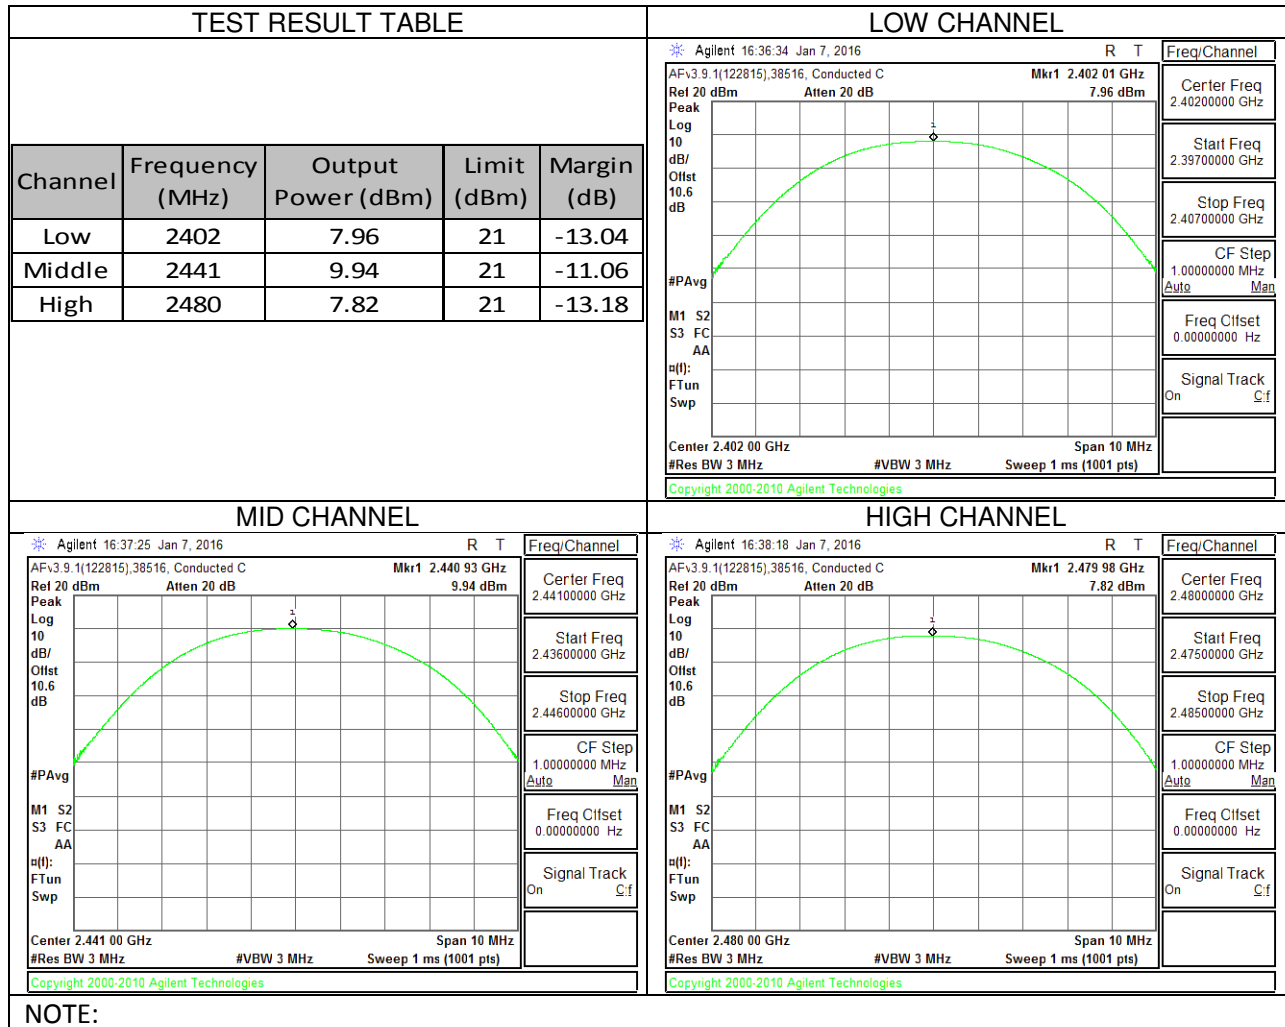 TEST RESULT TABLE
Channel Frequency (MHz) Output Power (dBm) Limit (dBm) Margin (dB)
Low 2402 7.96 21 -13.04
Middle 2441 9.94 21 -11.06
High 2480 7.82 21 -13.18
LOW CHANNEL
Agilent 16:36:34 Jan 7, 2016 R T
AFv3.9.1(122815),38516, Conducted C Mkr1 2.402 01 GHz
Ref 20 dBm Atten 20 dB 7.96 dBm
Peak
Log
10
dB/
Offst
10.6
dB
#PAvg
M1 S2
S3 FC
AA
¤(f):
FTun
Swp
1
Center 2.402 00 GHz Span 10 MHz
#Res BW 3 MHz #VBW 3 MHz Sweep 1 ms (1001 pts)
Copyright 2000-2010 Agilent Technologies
Freq/Channel
Center Freq
2.40200000 GHz
Start Freq
2.39700000 GHz
Stop Freq
2.40700000 GHz
CF Step
1.00000000 MHz
Auto Man
Freq Offset
0.00000000 Hz
Signal Track
On Off
MID CHANNEL
Agilent 16:37:25 Jan 7, 2016 R T
AFv3.9.1(122815),38516, Conducted C Mkr1 2.440 93 GHz
Ref 20 dBm Atten 20 dB 9.94 dBm
Peak
Log
10
dB/
Offst
10.6
dB
#PAvg
M1 S2
S3 FC
AA
¤(f):
FTun
Swp
1
Center 2.441 00 GHz Span 10 MHz
#Res BW 3 MHz #VBW 3 MHz Sweep 1 ms (1001 pts)
Copyright 2000-2010 Agilent Technologies
Freq/Channel
Center Freq
2.44100000 GHz
Start Freq
2.43600000 GHz
Stop Freq
2.44600000 GHz
CF Step
1.00000000 MHz
Auto Man
Freq Offset
0.00000000 Hz
Signal Track
On Off
HIGH CHANNEL
Agilent 16:38:18 Jan 7, 2016 R T
AFv3.9.1(122815),38516, Conducted C Mkr1 2.479 98 GHz
Ref 20 dBm Atten 20 dB 7.82 dBm
Peak
Log
10
dB/
Offst
10.6
dB
#PAvg
M1 S2
S3 FC
AA
¤(f):
FTun
Swp
1
Center 2.480 00 GHz Span 10 MHz
#Res BW 3 MHz #VBW 3 MHz Sweep 1 ms (1001 pts)
Copyright 2000-2010 Agilent Technologies
Freq/Channel
Center Freq
2.48000000 GHz
Start Freq
2.47500000 GHz
Stop Freq
2.48500000 GHz
CF Step
1.00000000 MHz
Auto Man
Freq Offset
0.00000000 Hz
Signal Track
On Off
NOTE: